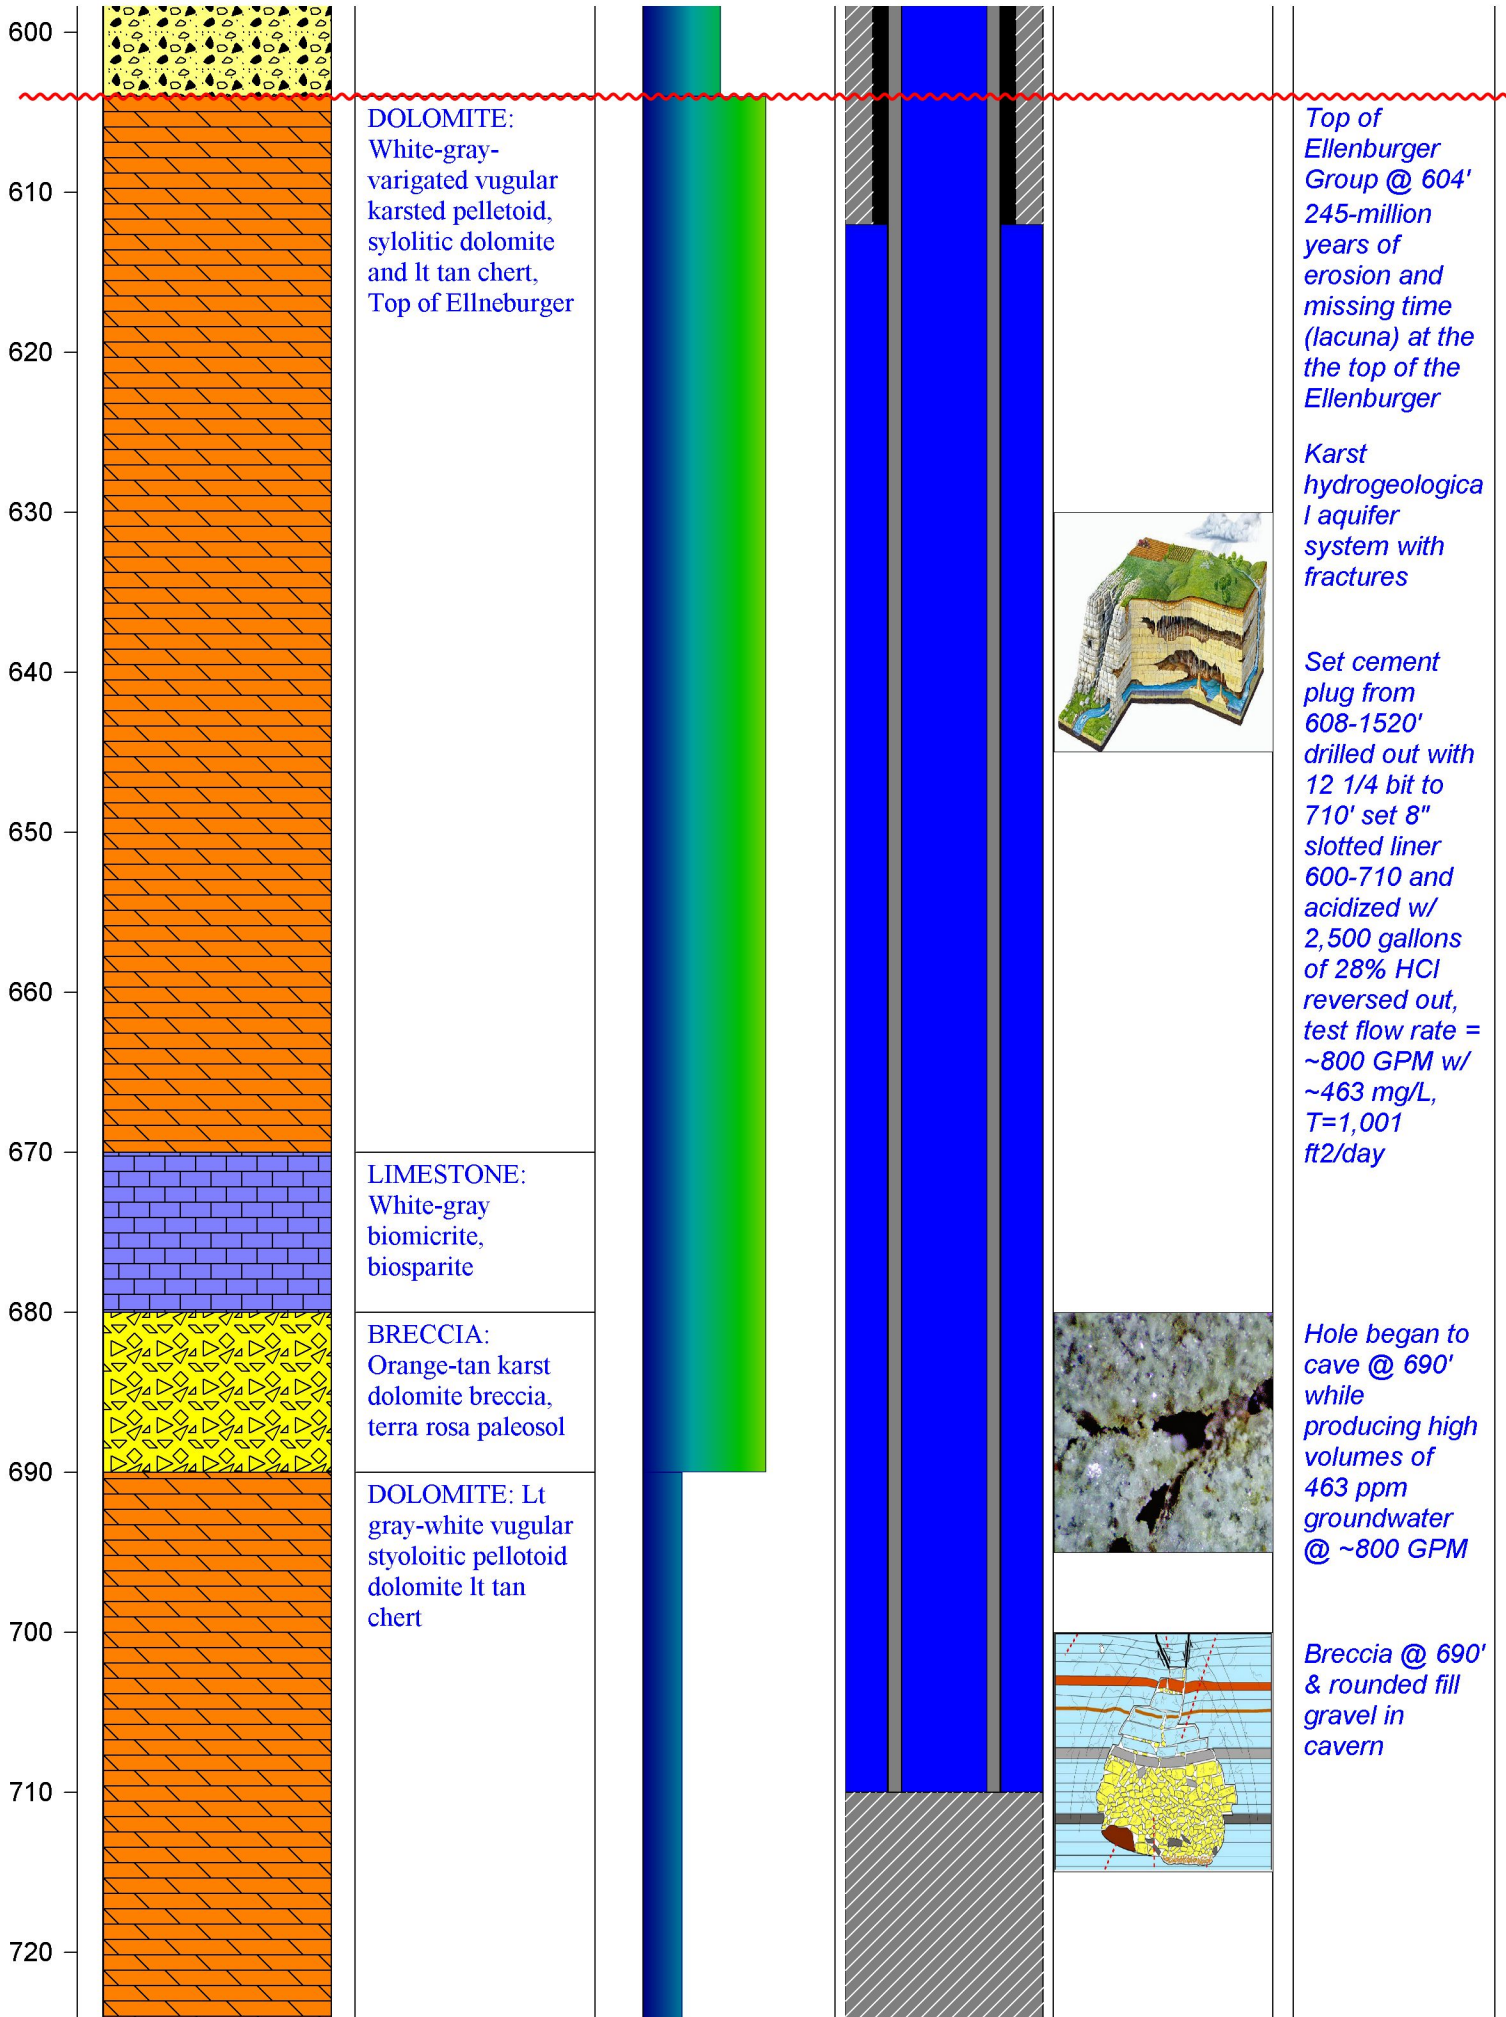 600
610
620
630
640
650
660
670
680
690
700
710
720
DOLOMITE:
White-gray-
varigated vugular
karsted pelletoid,
sylolitic dolomite
and lt tan chert,
Top of Ellneburger
LIMESTONE:
White-gray
biomicrite,
biosparite
BRECCIA:
Orange-tan karst
dolomite breccia,
terra rosa paleosol
DOLOMITE: Lt
gray-white vugular
styoloitic pellotoid
dolomite lt tan
chert
Top of
Ellenburger
Group @ 604'
245-million
years of
erosion and
missing time
(lacuna) at the
the top of the
Ellenburger
Karst
hydrogeologica
l aquifer
system with
fractures
Set cement
plug from
608-1520'
drilled out with
12 1/4 bit to
710' set 8"
slotted liner
600-710 and
acidized w/
2,500 gallons
of 28% HCl
reversed out,
test flow rate =
~800 GPM w/
~463 mg/L,
T=1,001
ft2/day
Hole began to
cave @ 690'
while
producing high
volumes of
463 ppm
groundwater
@ ~800 GPM
Breccia @ 690'
& rounded fill
gravel in
cavern